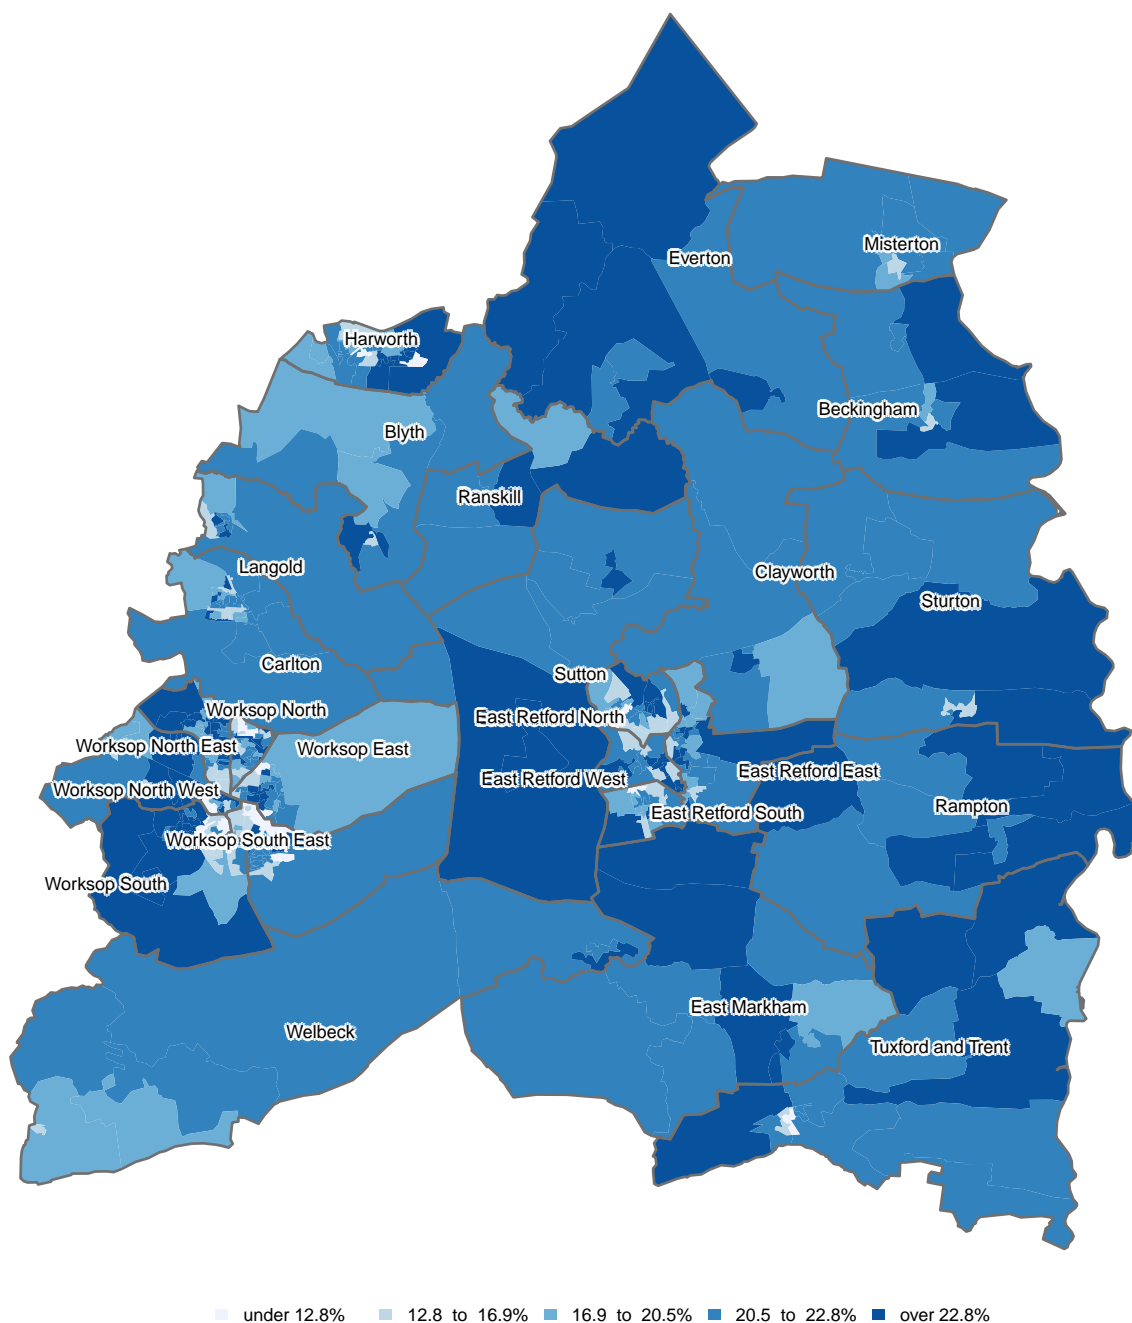 Misterton
Everton
Harworth
Beckingham
Blyth
Ranskill
Langold
Clayworth
Sturton
Carlton
Sutton
Worksop North
East Retford North
Worksop North East
Worksop East
East Retford East
East Retford West
Worksop North West
Rampton
East Retford South
Worksop South East
Worksop South
East Markham
Welbeck
Tuxford and Trent
under 12.8% 12.8 to 16.9% 16.9 to 20.5% 20.5 to 22.8% over 22.8%